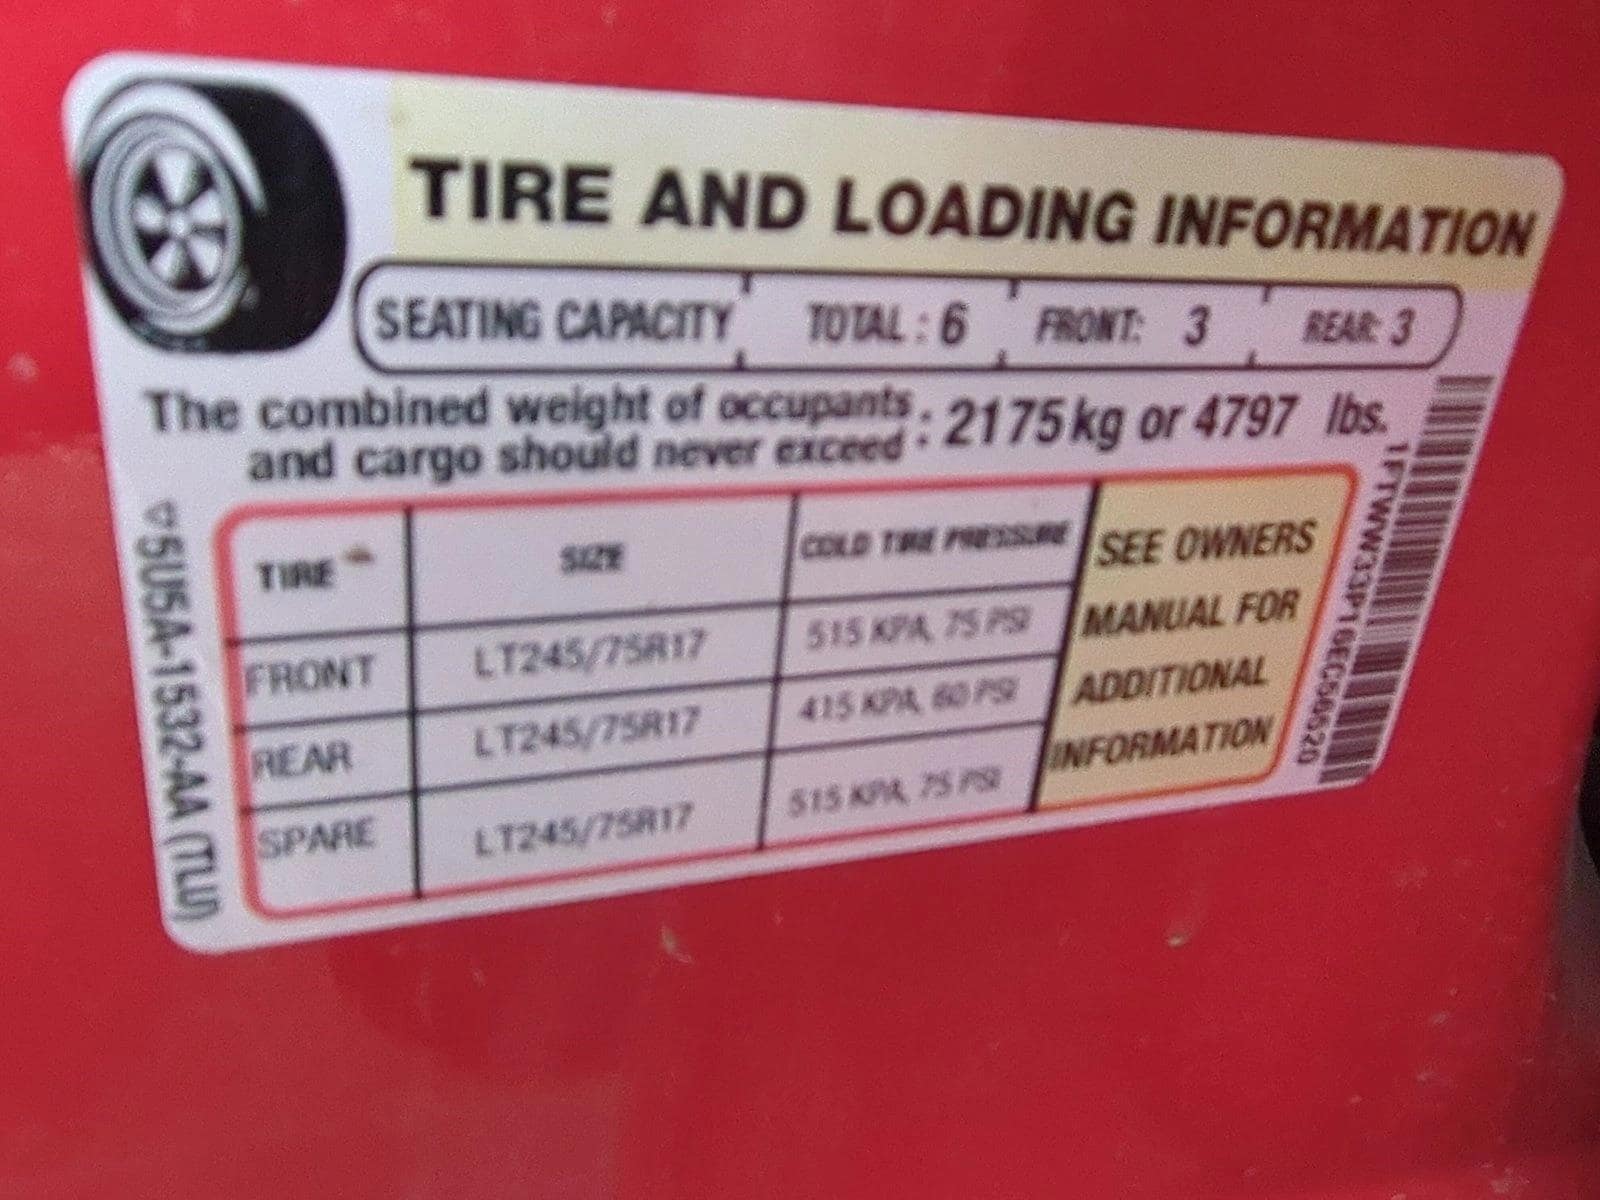 TIRE AND LOADING INFORMATION
SEATING CAPACITY TOTAL : 6 FRONT: 3 REAR: 3
The combined weight of occupants : 2175 kg or 4797 lbs.
and cargo should never exceed :
TIRE SIZE COLD TIRE PRESSURE
FRONT LT245/75R17 515 KPA, 75 PSI
REAR LT245/75R17 415 KPA, 60 PSI
SPARE LT245/75R17 515 KPA, 75 PSI
SEE OWNERS
MANUAL FOR
ADDITIONAL
INFORMATION
▽5U5A-1532-AA (TLU)